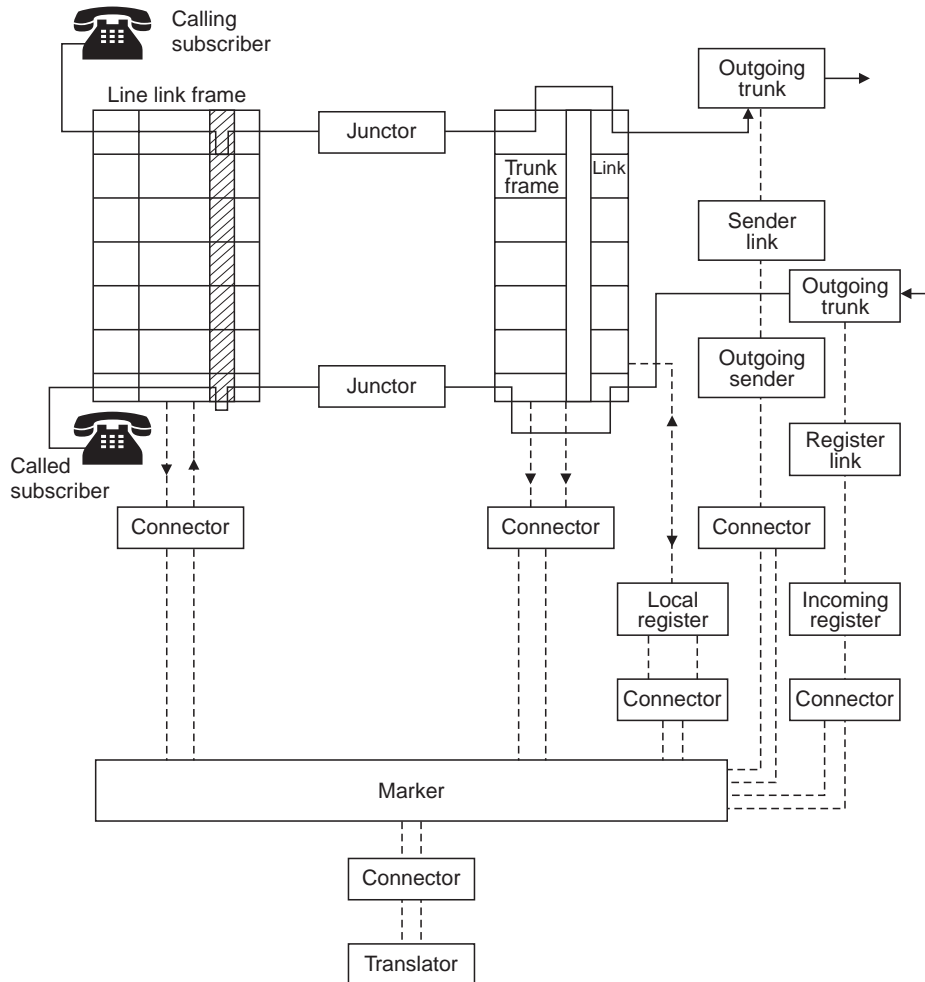 Calling
subscriber
Line link frame
Outgoing
trunk
Junctor
Trunk
frame
Link
Sender
link
Outgoing
trunk
Outgoing
sender
Junctor
Register
link
Called
subscriber
Connector
Connector
Connector
Local
register
Incoming
register
Connector
Connector
Marker
Connector
Translator